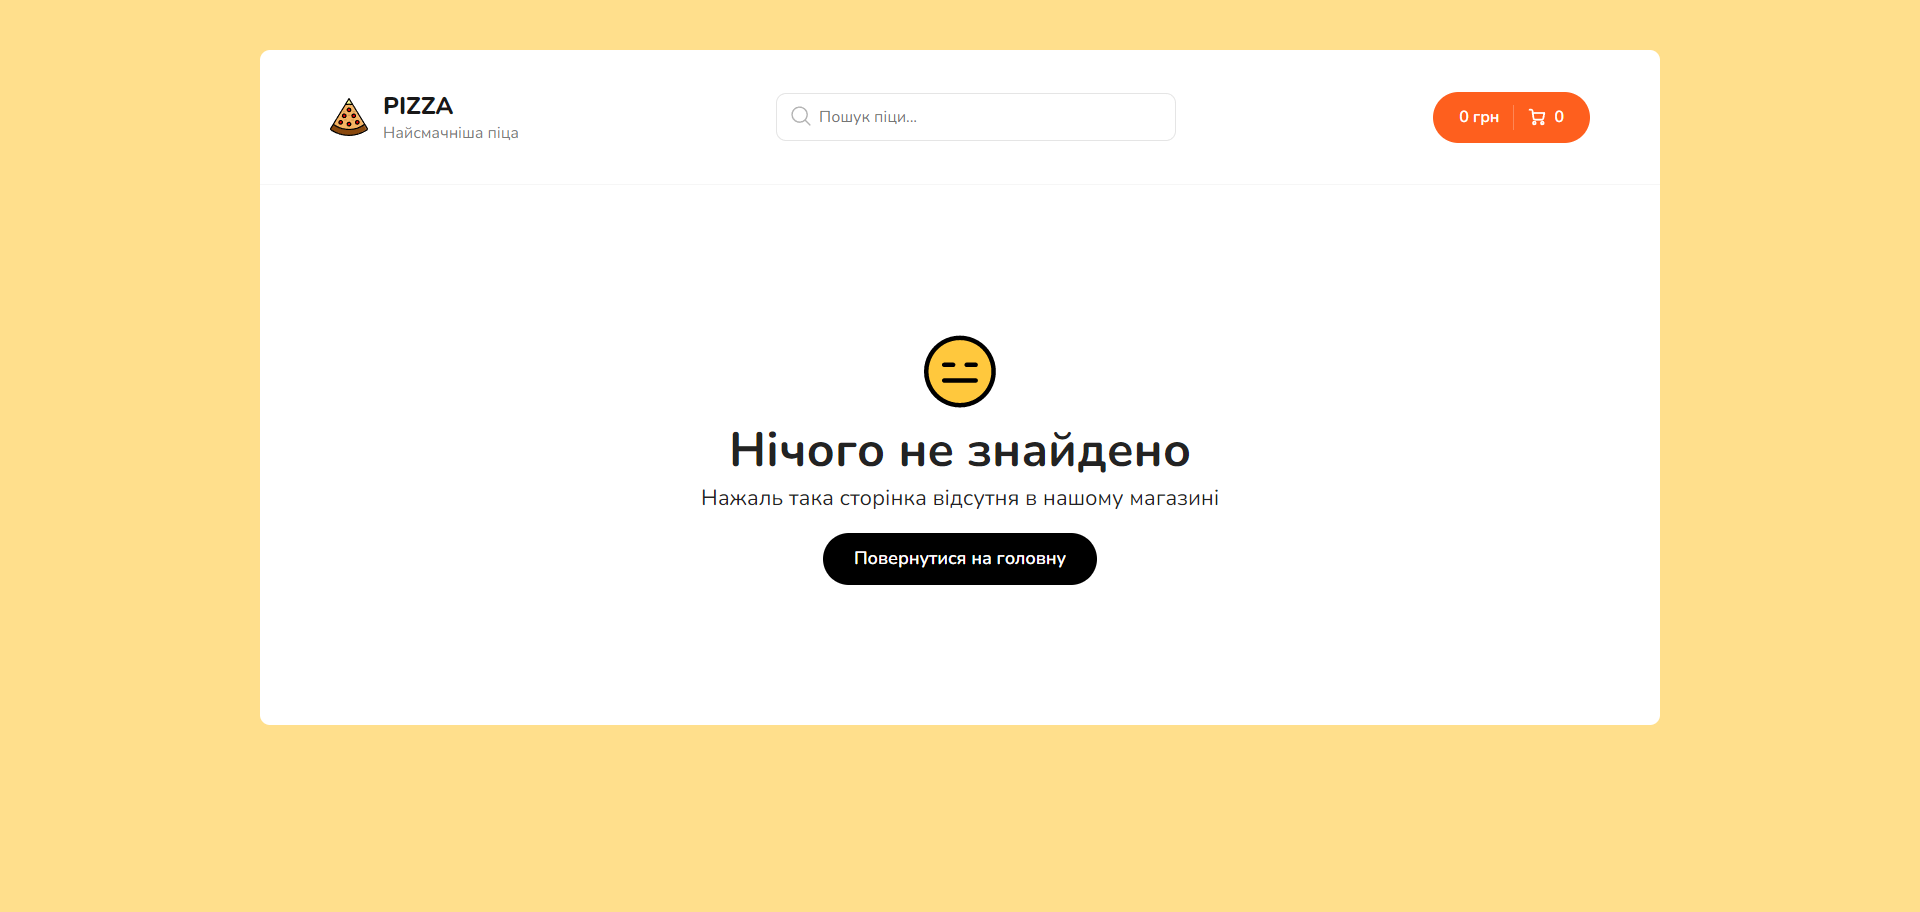 PIZZA
Найсмачніша піца
Пошук піци...
0 грн
0
Нічого не знайдено
Нажаль така сторінка відсутня в нашому магазині
Повернутися на головну